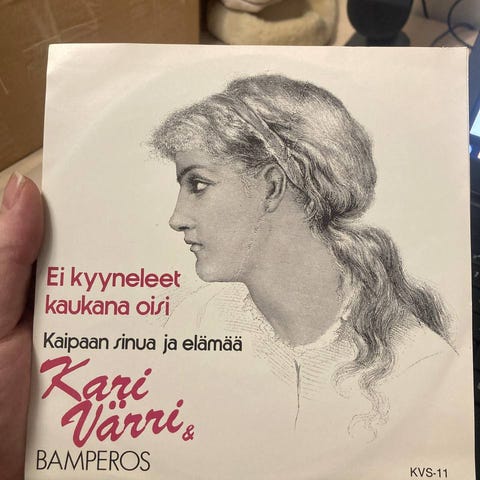 Ei kyyneleet
kaukana oisi
Kaipaan sinua ja elämää
Kari
Värri &
BAMPEROS
KVS-11